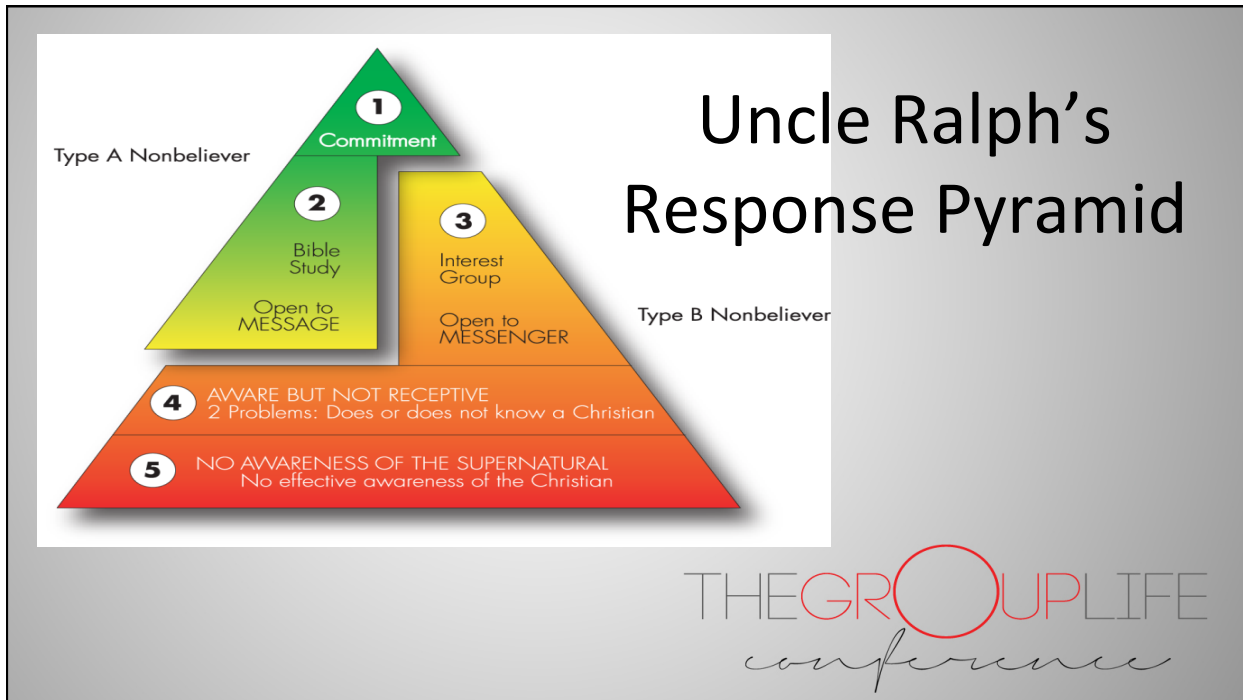 Uncle Ralph’s
Response Pyramid
Type A Nonbeliever
1
Commitment
2
Bible
Study
Open to
MESSAGE
3
Interest
Group
Open to
MESSENGER
Type B Nonbeliever
4
AWARE BUT NOT RECEPTIVE
2 Problems: Does or does not know a Christian
5
NO AWARENESS OF THE SUPERNATURAL
No effective awareness of the Christian
THEGROUPLIFE
conference